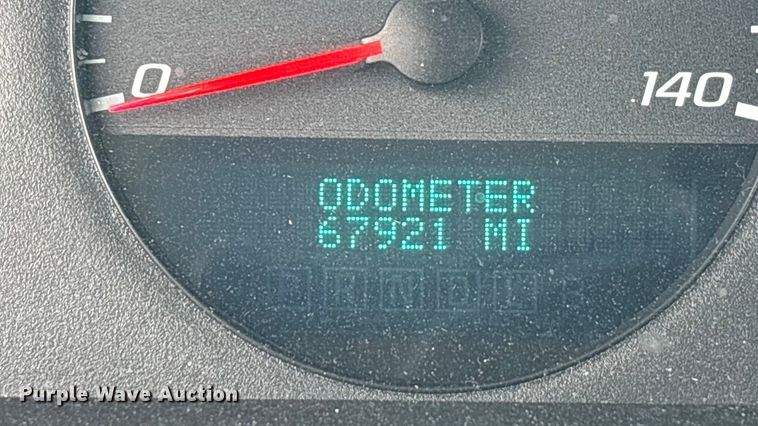 0
140
ODOMETER
67921 MI
Purple Wave Auction